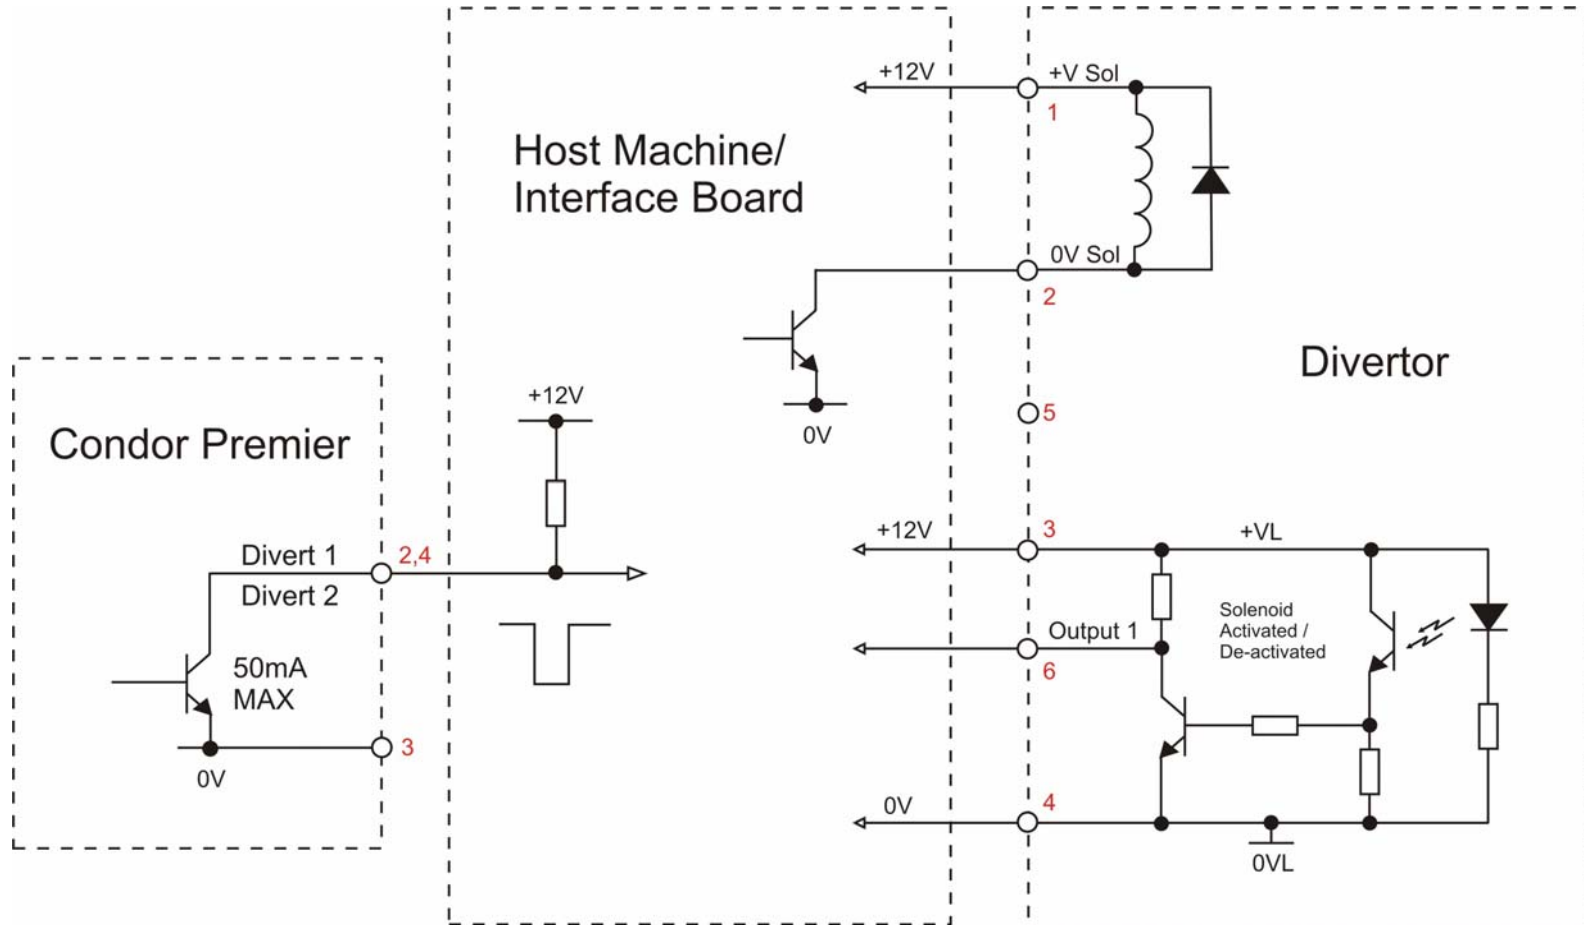 +12V
+V Sol
1
Host Machine/
Interface Board
0V Sol
2
Divertor
+12V
0V
5
Condor Premier
+12V
3
+VL
Divert 1
2,4
Divert 2
Solenoid
Activated /
De-activated
Output 1
6
50mA
MAX
3
0V
0V
4
0VL